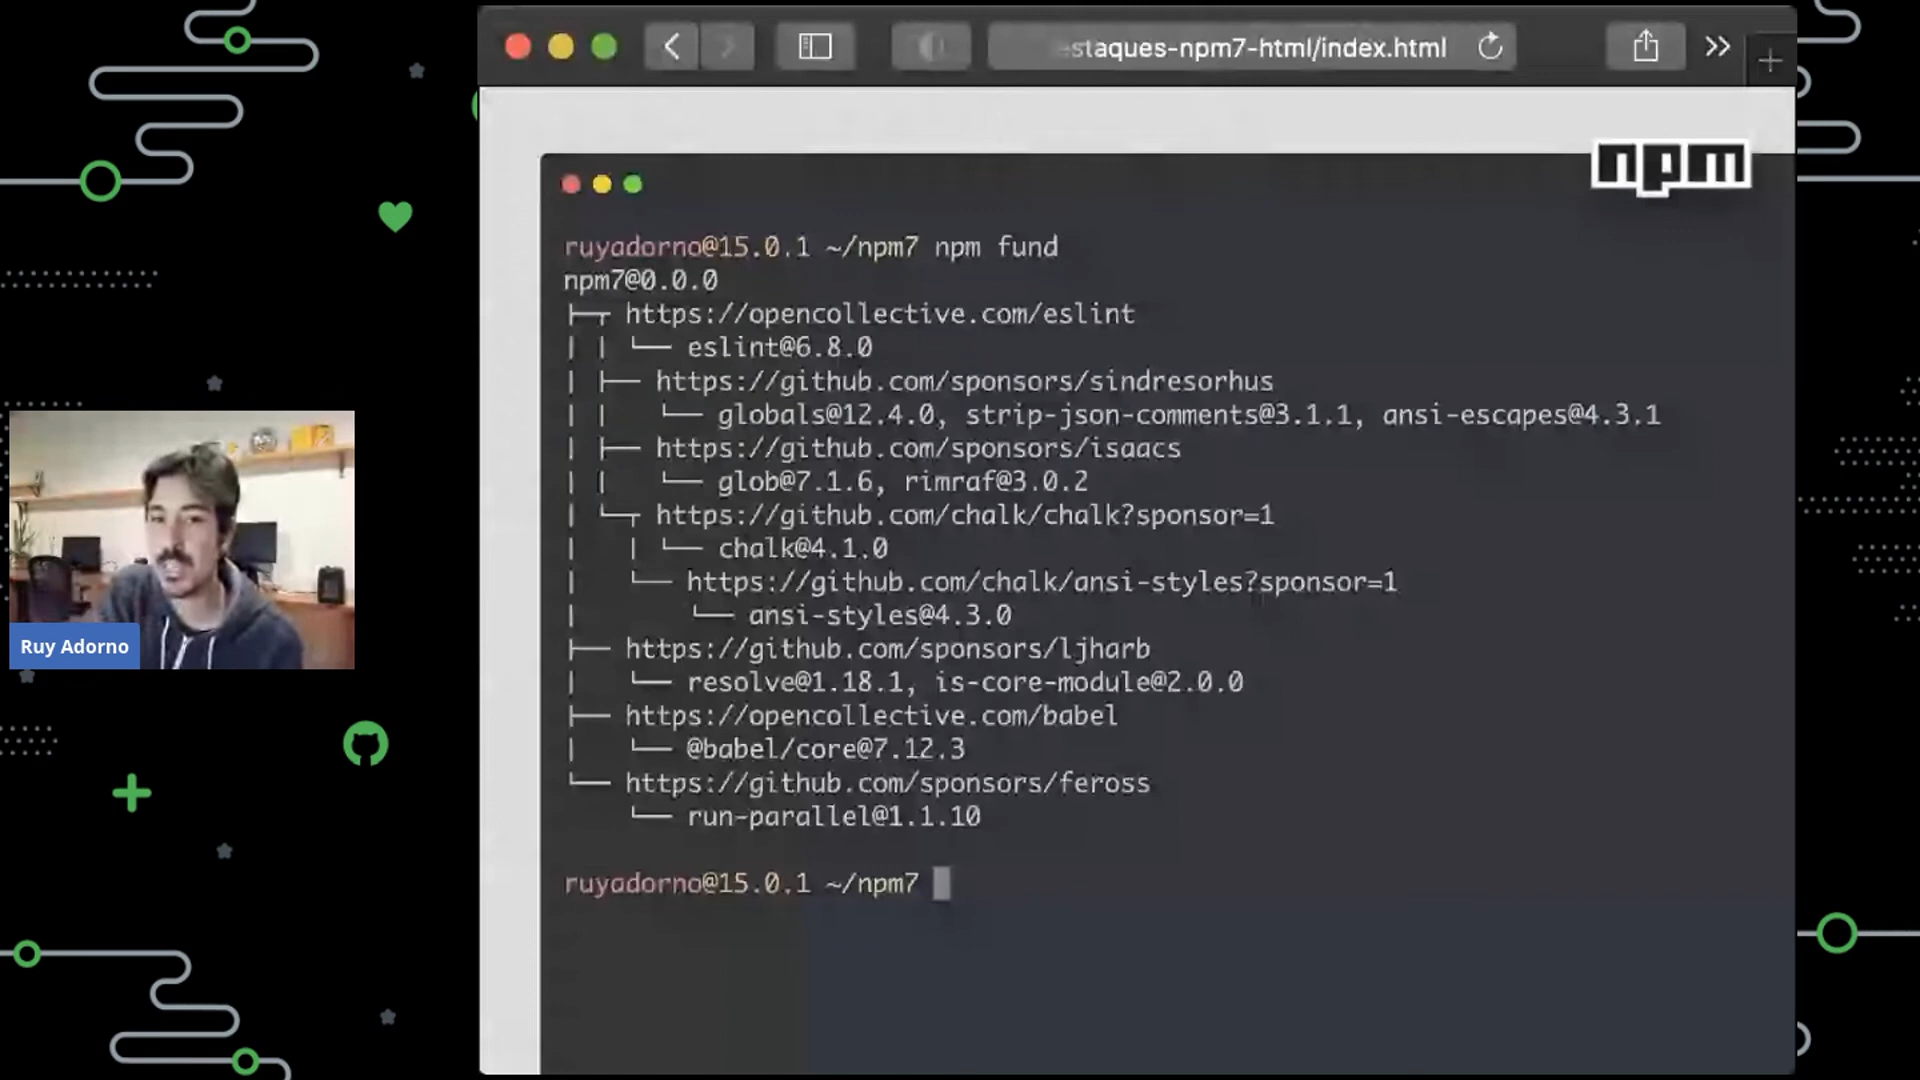 staques-npm7-html/index.html
npm
ruyadorno@15.0.1 ~/npm7 npm fund
npm7@0.0.0
├─┬ https://opencollective.com/eslint
│ │ └── eslint@6.8.0
│ ├── https://github.com/sponsors/sindresorhus
│ │   └── globals@12.4.0, strip-json-comments@3.1.1, ansi-escapes@4.3.1
│ ├── https://github.com/sponsors/isaacs
│ │   └── glob@7.1.6, rimraf@3.0.2
│ └─┬ https://github.com/chalk/chalk?sponsor=1
│   │ └── chalk@4.1.0
│   └── https://github.com/chalk/ansi-styles?sponsor=1
│       └── ansi-styles@4.3.0
├── https://github.com/sponsors/ljharb
│   └── resolve@1.18.1, is-core-module@2.0.0
├── https://opencollective.com/babel
│   └── @babel/core@7.12.3
└── https://github.com/sponsors/feross
    └── run-parallel@1.1.10
ruyadorno@15.0.1 ~/npm7
Ruy Adorno